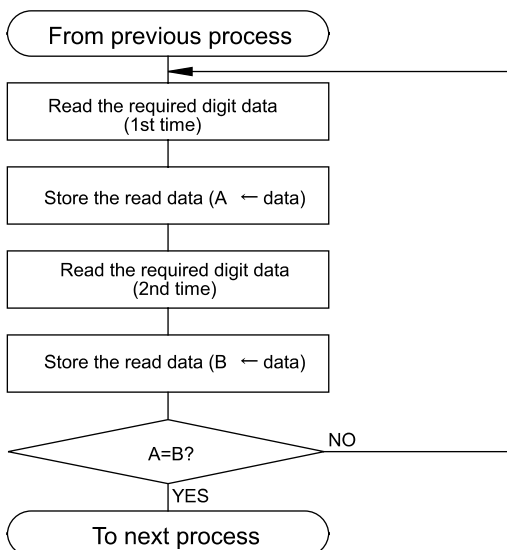 From previous process
Read the required digit data
(1st time)
Store the read data (A ← data)
Read the required digit data
(2nd time)
Store the read data (B ← data)
A=B?
NO
YES
To next process